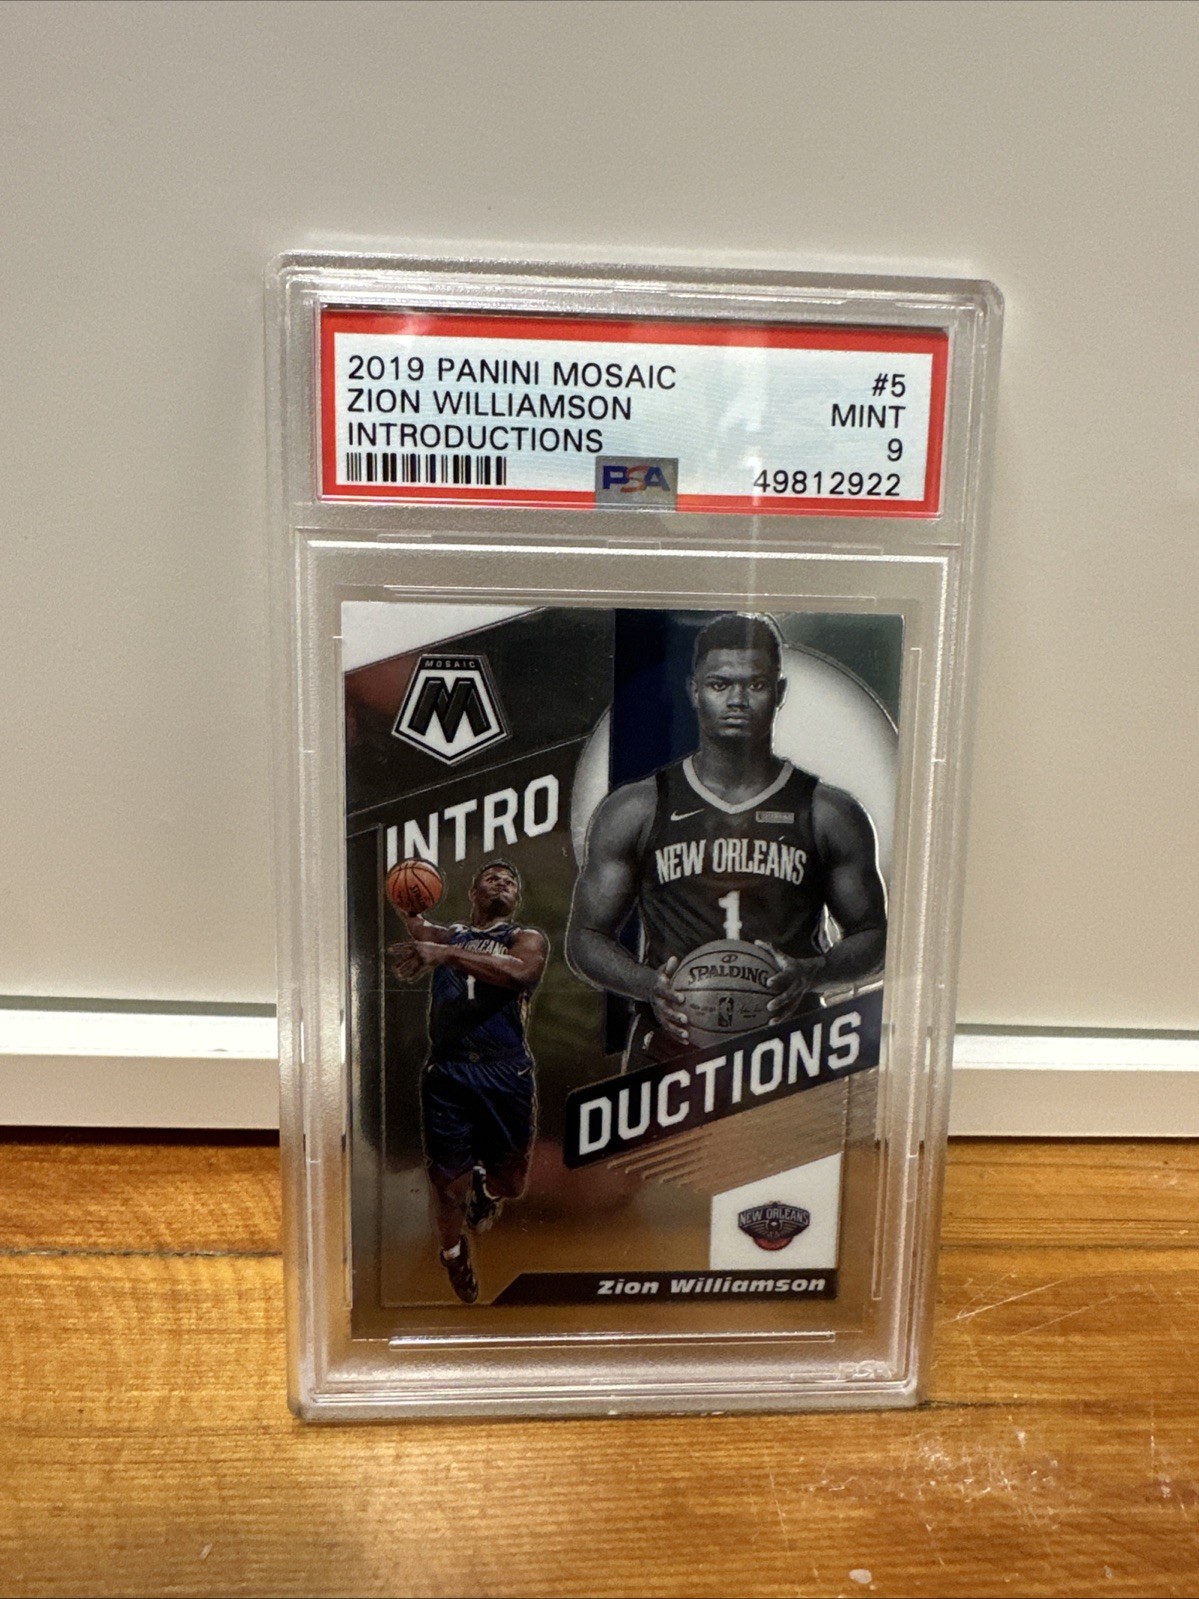 2019 PANINI MOSAIC #5
ZION WILLIAMSON MINT
INTRODUCTIONS 9
PSA 49812922
MOSAIC
M
INTRO
NEW ORLEANS
1
SPALDING
1
DUCTIONS
NEW ORLEANS
Zion Williamson